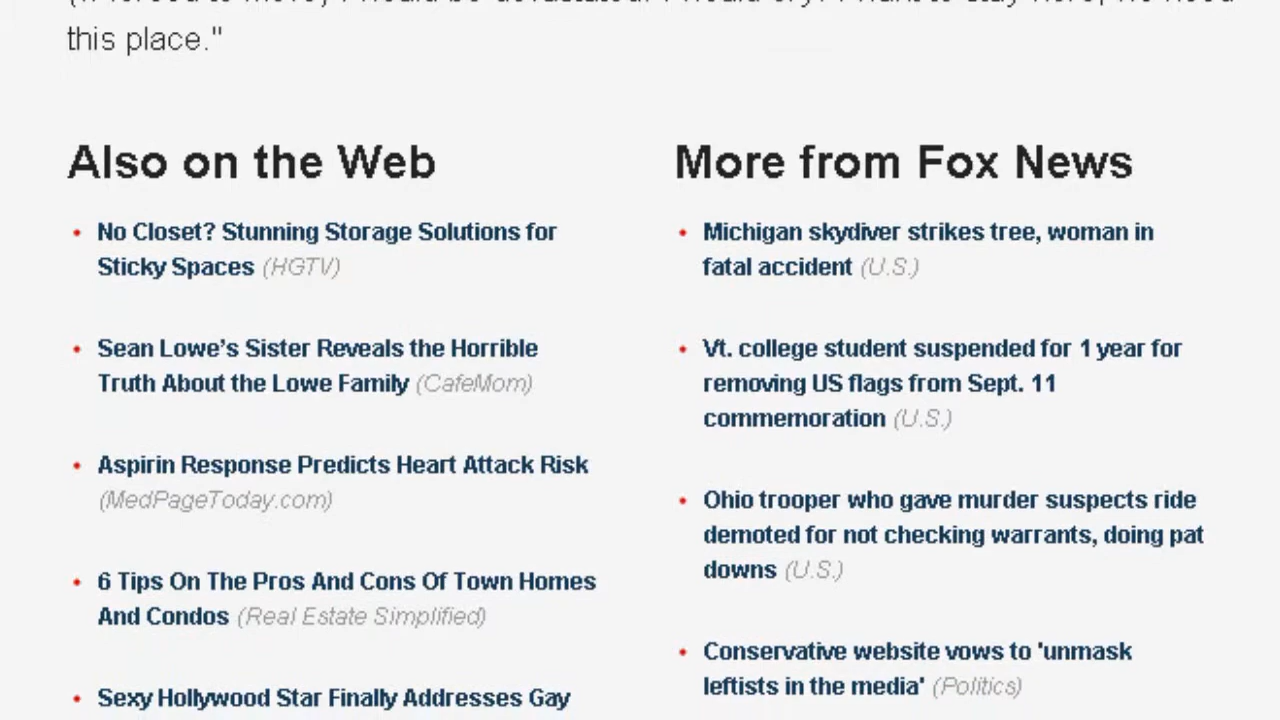 this place."
Also on the Web
No Closet? Stunning Storage Solutions for
Sticky Spaces (HGTV)
Sean Lowe’s Sister Reveals the Horrible
Truth About the Lowe Family (CafeMom)
Aspirin Response Predicts Heart Attack Risk
(MedPageToday.com)
6 Tips On The Pros And Cons Of Town Homes
And Condos (Real Estate Simplified)
Sexy Hollywood Star Finally Addresses Gay
More from Fox News
Michigan skydiver strikes tree, woman in
fatal accident (U.S.)
Vt. college student suspended for 1 year for
removing US flags from Sept. 11
commemoration (U.S.)
Ohio trooper who gave murder suspects ride
demoted for not checking warrants, doing pat
downs (U.S.)
Conservative website vows to 'unmask
leftists in the media' (Politics)